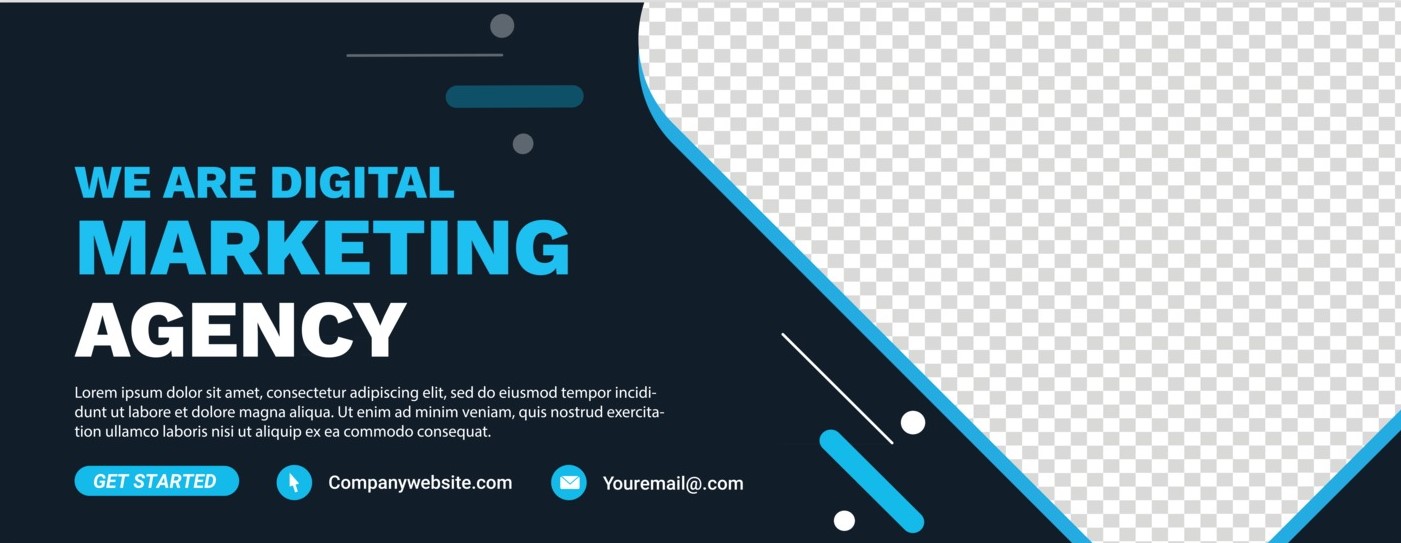 WE ARE DIGITAL
MARKETING
AGENCY
Lorem ipsum dolor sit amet, consectetur adipiscing elit, sed do eiusmod tempor incidi-
dunt ut labore et dolore magna aliqua. Ut enim ad minim veniam, quis nostrud exercita-
tion ullamco laboris nisi ut aliquip ex ea commodo consequat.
GET STARTED Companywebsite.com Youremail@.com